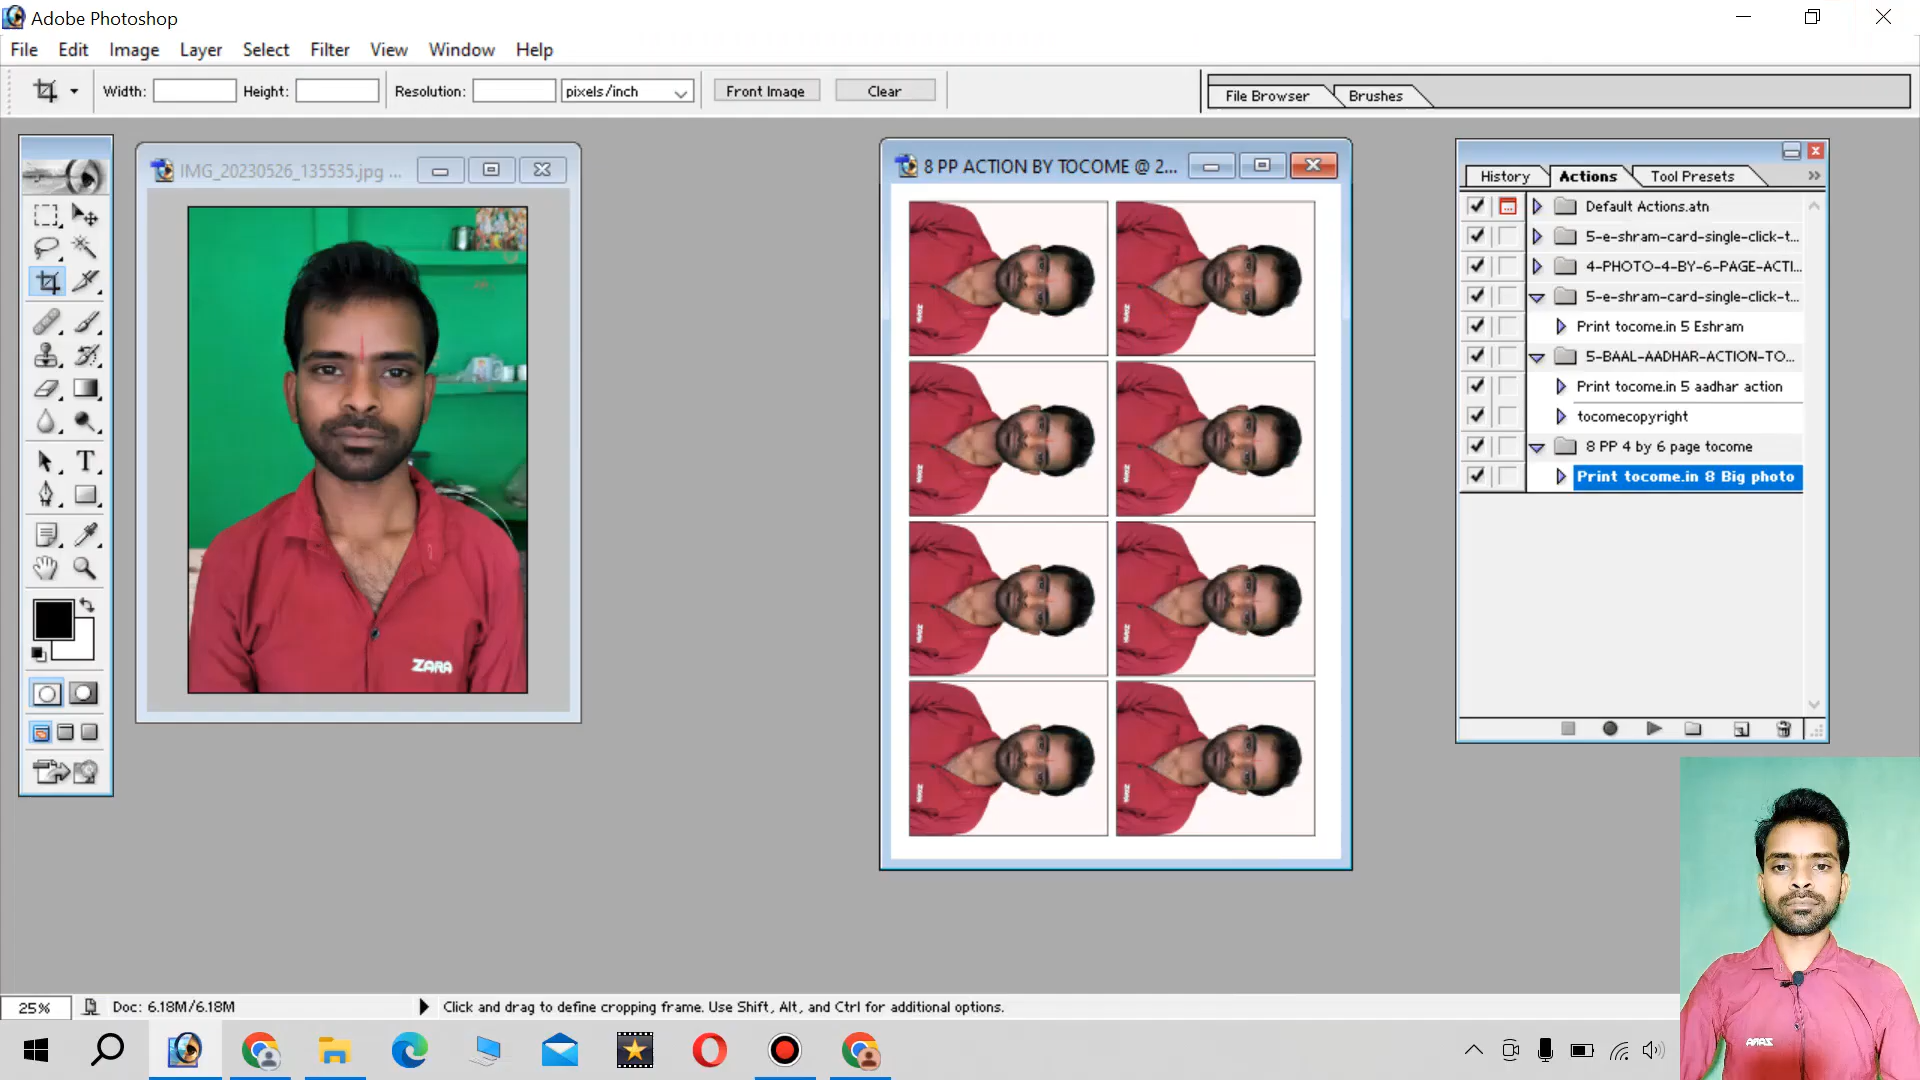 Adobe Photoshop
File Edit Image Layer Select Filter View Window Help
Width: Height: Resolution: pixels/inch Front Image Clear File Browser Brushes
IMG_20230526_135535.jpg ...
8 PP ACTION BY TOCOME @ 2...
History Actions Tool Presets
Default Actions.atn
5-e-shram-card-single-click-t...
4-PHOTO-4-BY-6-PAGE-ACTI...
5-e-shram-card-single-click-t...
Print tocome.in 5 Eshram
5-BAAL-AADHAR-ACTION-TO...
Print tocome.in 5 aadhar action
tocomecopyright
8 PP 4 by 6 page tocome
Print tocome.in 8 Big photo
T
ZARA
25% Doc: 6.18M/6.18M Click and drag to define cropping frame. Use Shift, Alt, and Ctrl for additional options.